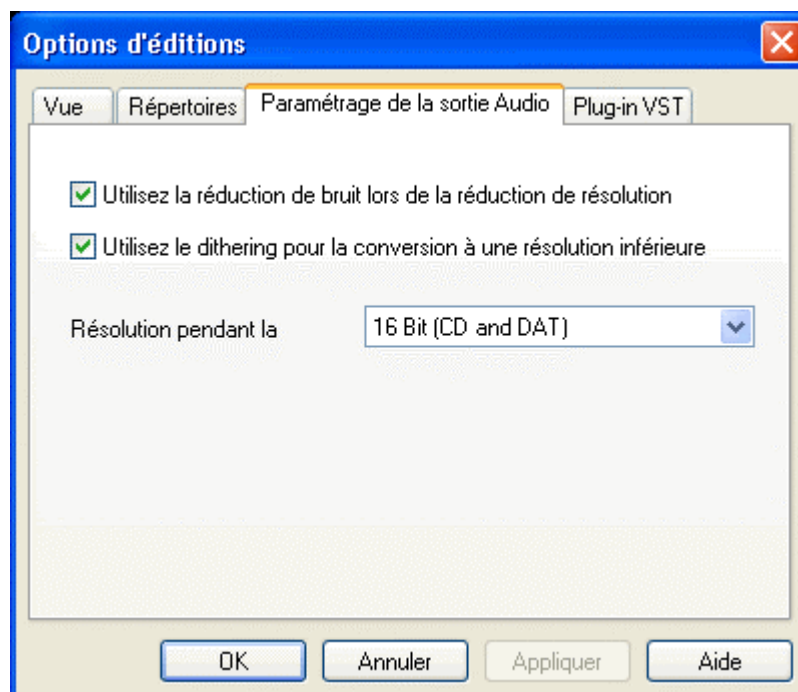 Options d'éditions
Vue Répertoires Paramétrage de la sortie Audio Plug-in VST
Utilisez la réduction de bruit lors de la réduction de résolution
Utilisez le dithering pour la conversion à une résolution inférieure
Résolution pendant la 16 Bit (CD and DAT)
OK Annuler Appliquer Aide